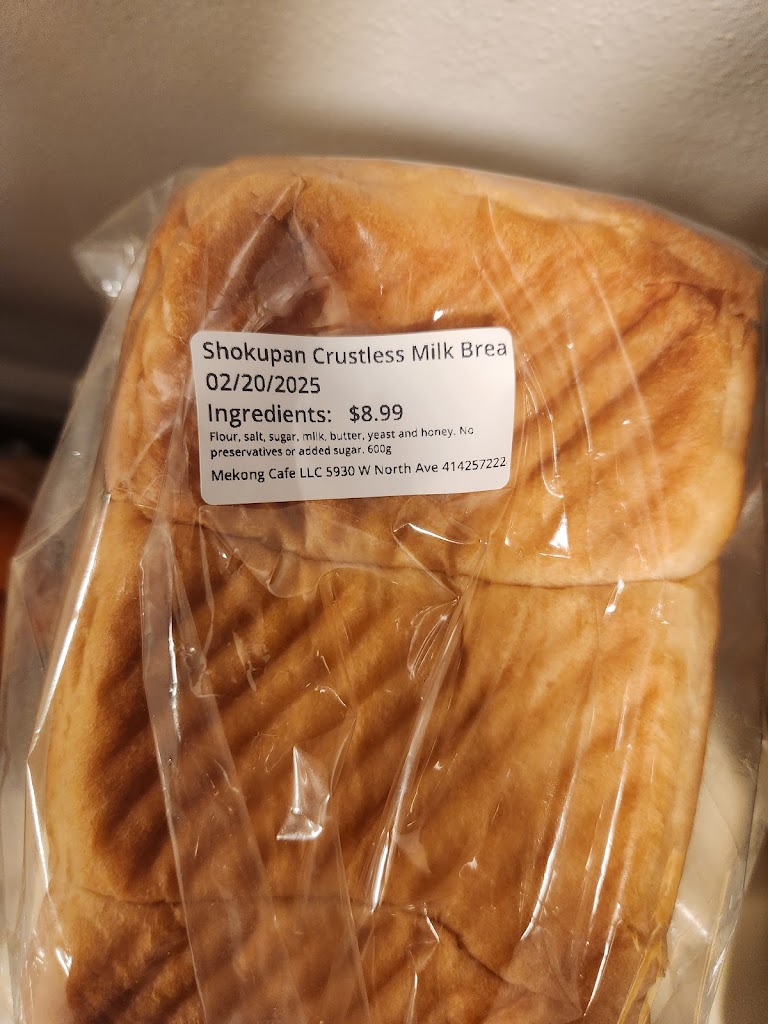 Shokupan Crustless Milk Brea
02/20/2025
Ingredients: $8.99
Flour, salt, sugar, milk, butter, yeast and honey. No
preservatives or added sugar. 600g
Mekong Cafe LLC 5930 W North Ave 414257222